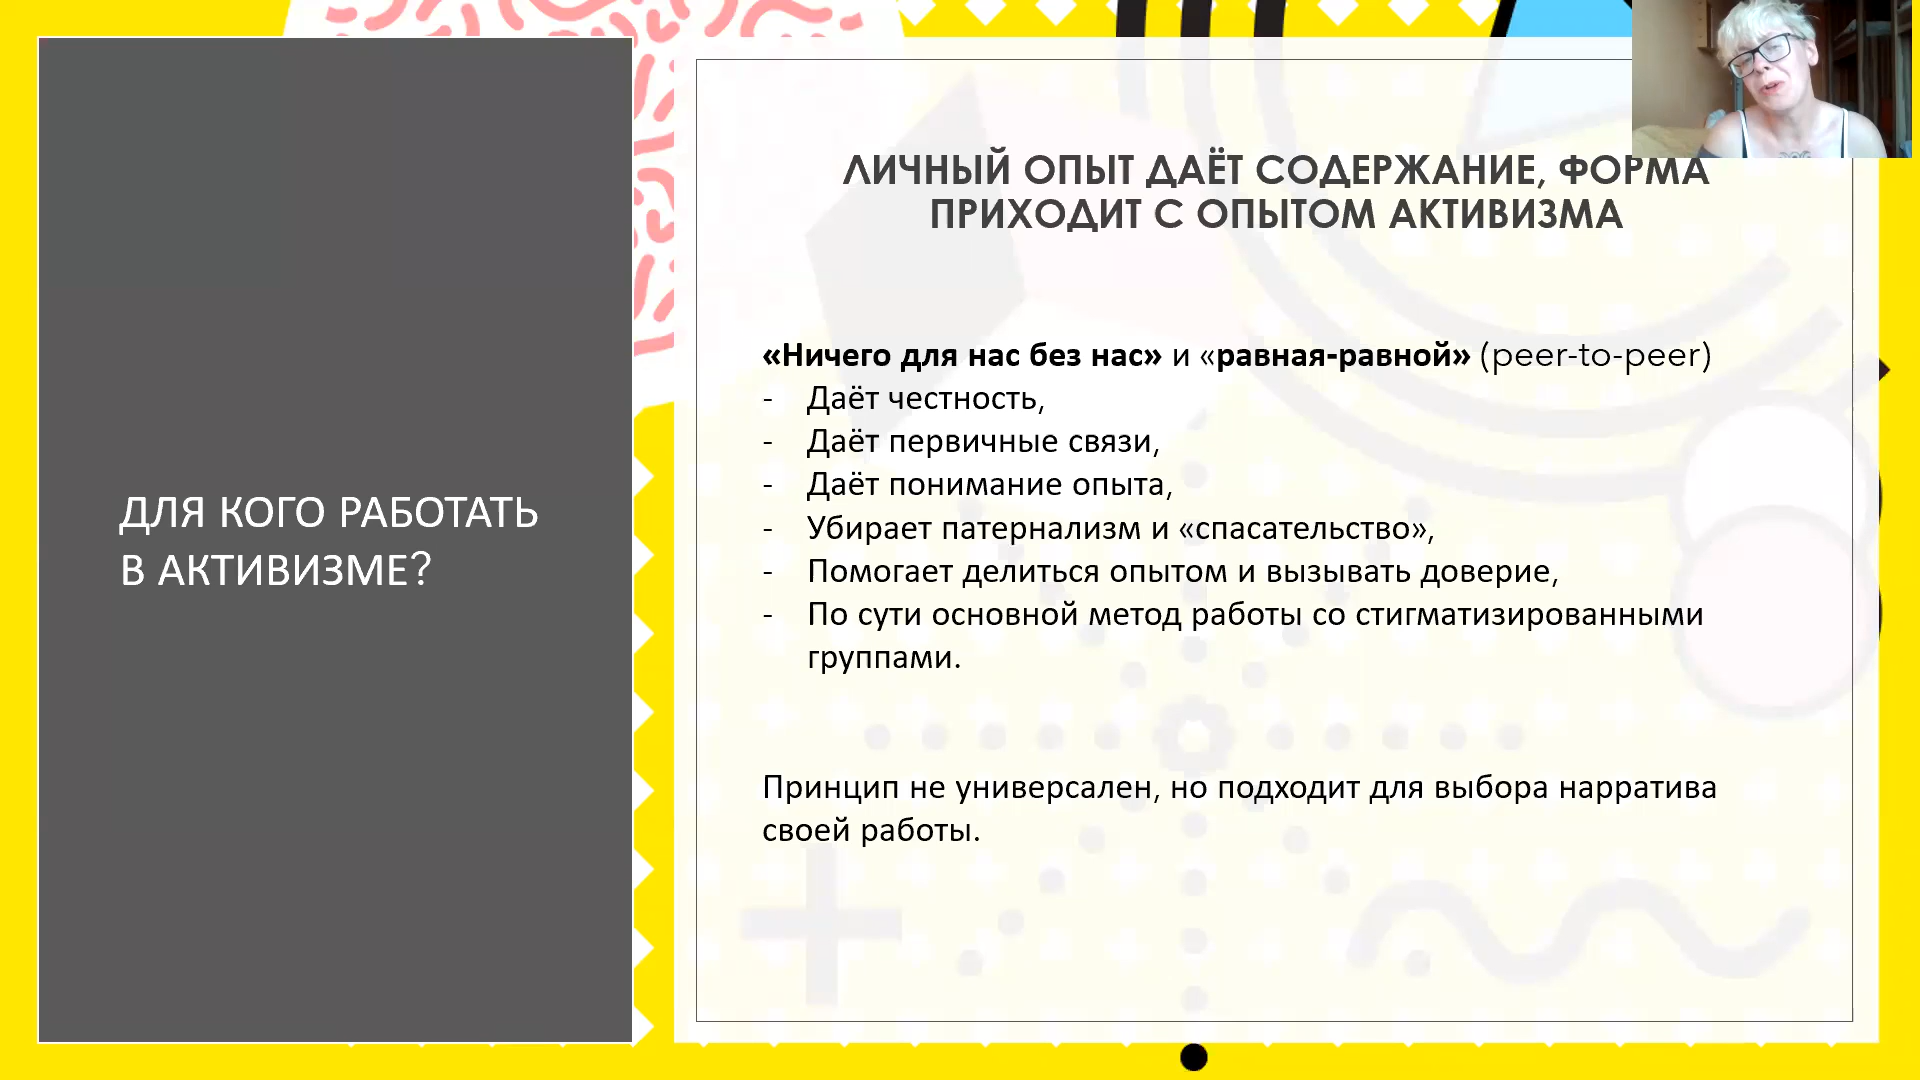 ДЛЯ КОГО РАБОТАТЬ
В АКТИВИЗМЕ?
ЛИЧНЫЙ ОПЫТ ДАЁТ СОДЕРЖАНИЕ, ФОРМА
ПРИХОДИТ С ОПЫТОМ АКТИВИЗМА
«Ничего для нас без нас» и «равная-равной» (peer-to-peer)
- Даёт честность,
- Даёт первичные связи,
- Даёт понимание опыта,
- Убирает патернализм и «спасательство»,
- Помогает делиться опытом и вызывать доверие,
- По сути основной метод работы со стигматизированными
группами.
Принцип не универсален, но подходит для выбора нарратива
своей работы.